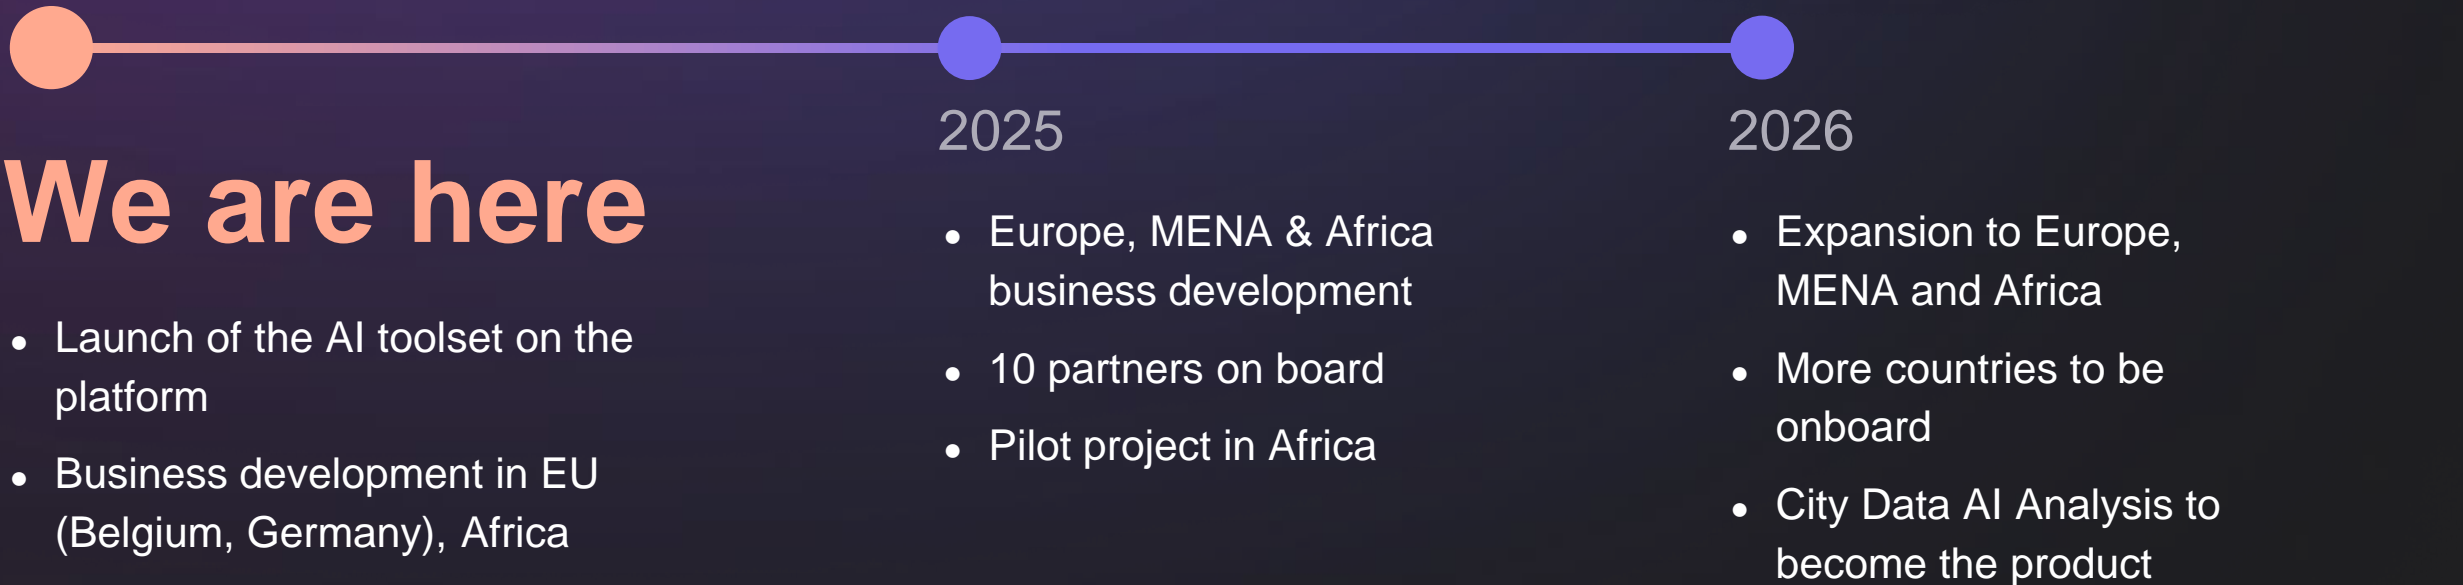 We are here
• Launch of the AI toolset on the
platform
• Business development in EU
(Belgium, Germany), Africa
2025
• Europe, MENA & Africa
business development
• 10 partners on board
• Pilot project in Africa
2026
• Expansion to Europe,
MENA and Africa
• More countries to be
onboard
• City Data AI Analysis to
become the product